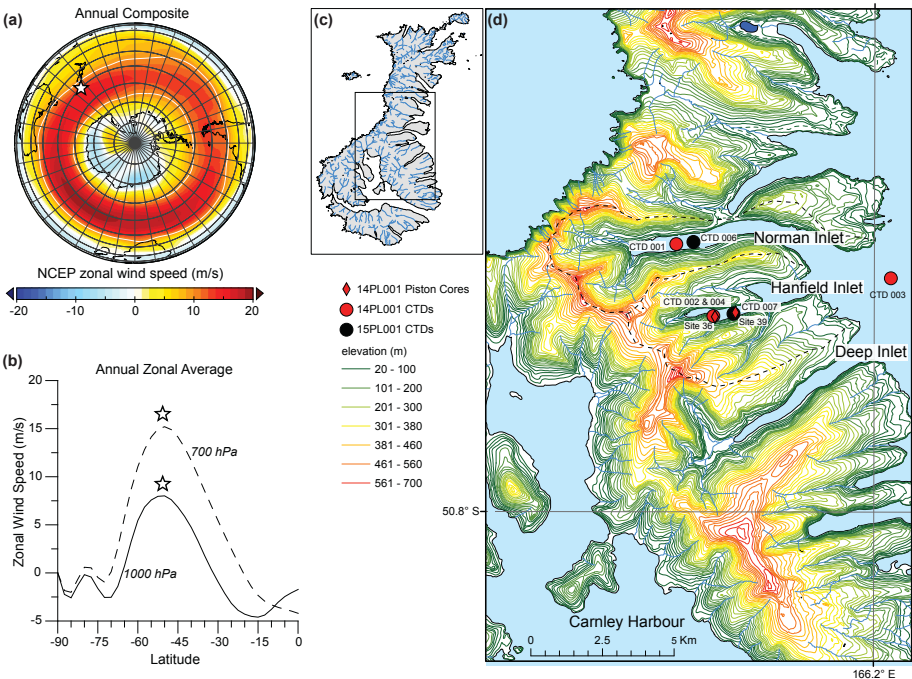 (a)
Annual Composite
NCEP zonal wind speed (m/s)
-20 -10 0 10 20
(b)
Annual Zonal Average
Zonal Wind Speed (m/s)
20
15
10
5
0
-5
700 hPa
1000 hPa
-90 -75 -60 -45 -30 -15 0
Latitude
(c)
14PL001 Piston Cores
14PL001 CTDs
15PL001 CTDs
elevation (m)
20 - 100
101 - 200
201 - 300
301 - 380
381 - 460
461 - 560
561 - 700
(d)
CTD 006
CTD 001
Norman Inlet
Hanfield Inlet
CTD 003
CTD 002 & 004
CTD 007
Site 36
Site 39
Deep Inlet
50.8° S
Carnley Harbour
0 2.5 5 Km
166.2° E